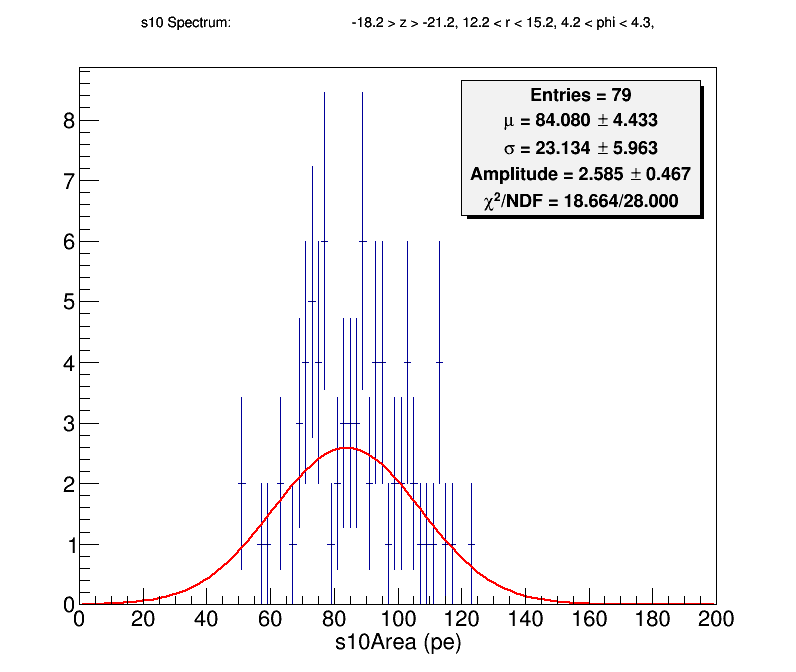 s10 Spectrum: -18.2 > z > -21.2, 12.2 < r < 15.2, 4.2 < phi < 4.3,
Entries = 79
μ = 84.080 ± 4.433
σ = 23.134 ± 5.963
Amplitude = 2.585 ± 0.467
χ²/NDF = 18.664/28.000
8
7
6
5
4
3
2
1
0
0 20 40 60 80 100 120 140 160 180 200
s10Area (pe)